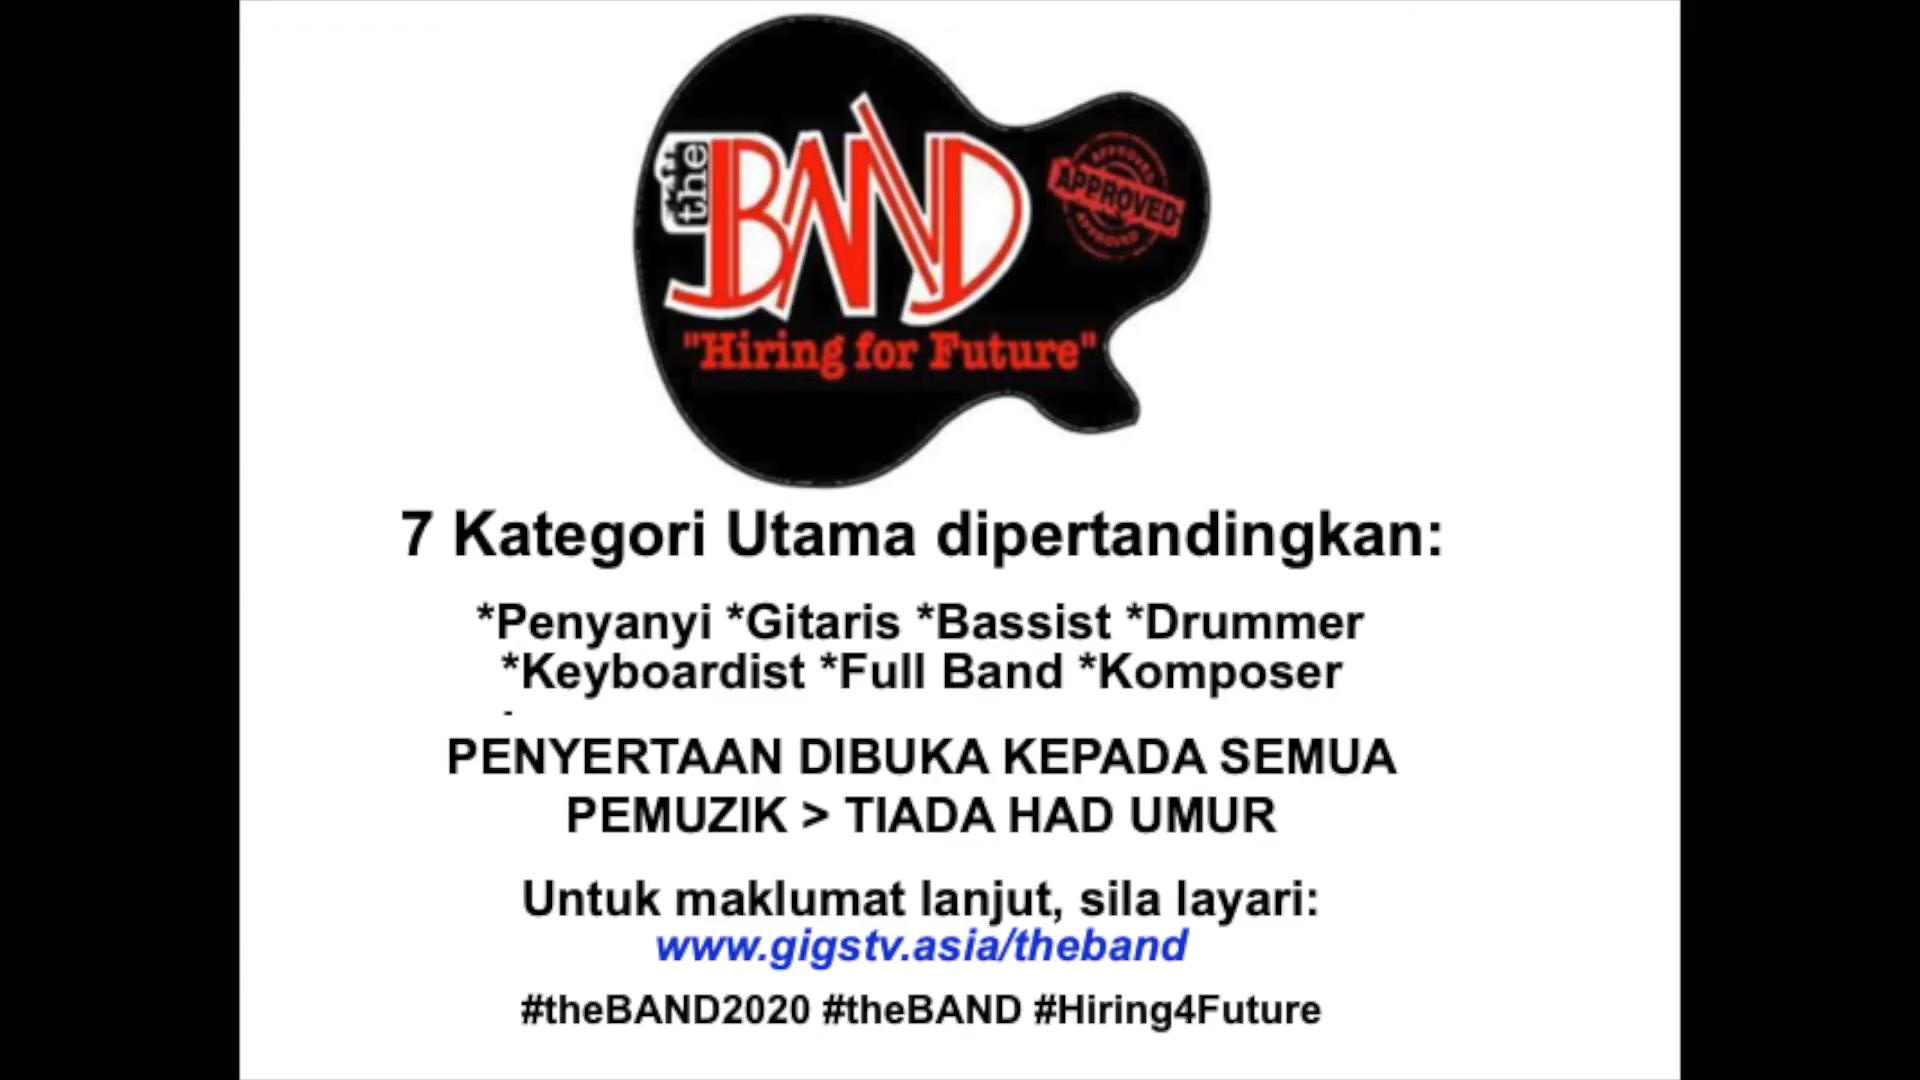 the BAND
APPROVED
APPROVED
APPROVED
"Hiring for Future"
7 Kategori Utama dipertandingkan:
*Penyanyi *Gitaris *Bassist *Drummer
*Keyboardist *Full Band *Komposer
-
PENYERTAAN DIBUKA KEPADA SEMUA
PEMUZIK > TIADA HAD UMUR
Untuk maklumat lanjut, sila layari:
www.gigstv.asia/theband
#theBAND2020 #theBAND #Hiring4Future